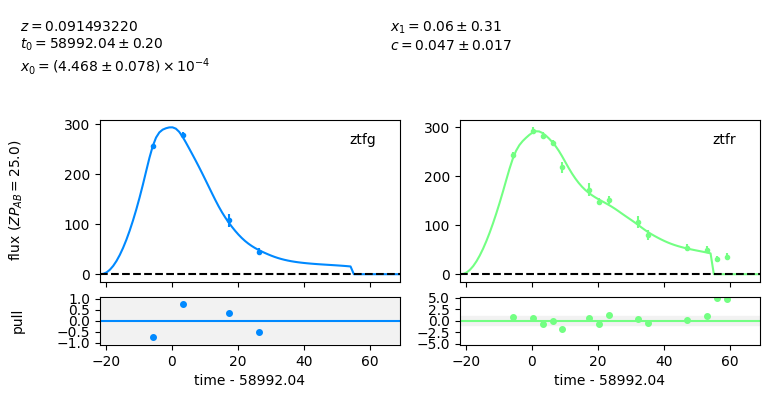 z = 0.091493220
t₀ = 58992.04 ± 0.20
x₀ = (4.468 ± 0.078) × 10⁻⁴
x₁ = 0.06 ± 0.31
c = 0.047 ± 0.017
flux (ZP_AB = 25.0)
300
200
100
0
ztfg
300
200
100
0
ztfr
pull
1.0
0.5
0.0
−0.5
−1.0
−20 0 20 40 60
time - 58992.04
5.0
2.5
0.0
−2.5
−5.0
−20 0 20 40 60
time - 58992.04